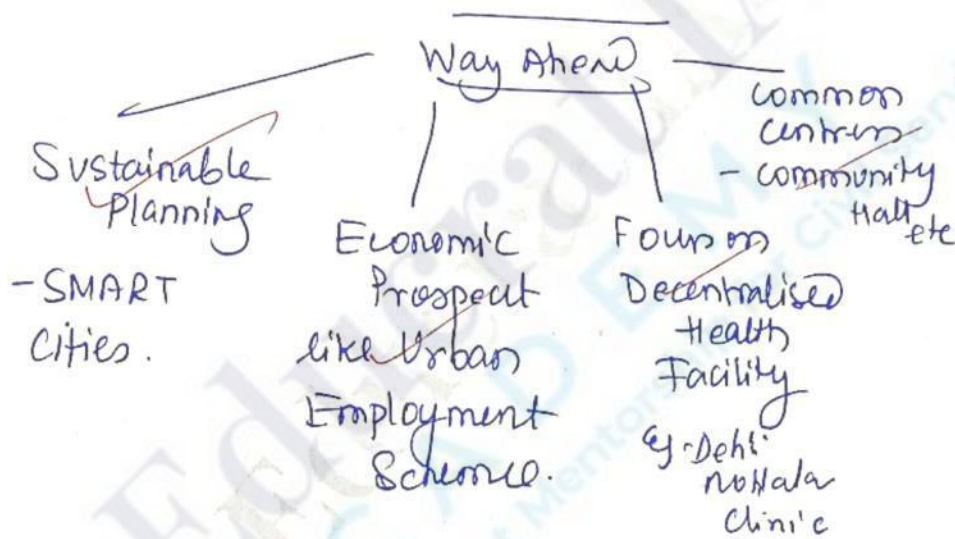 Way Ahead
Sustainable
Planning
- SMART
Cities.
Economic
Prospect
like Urban
Employment
Scheme.
Focus on
Decentralised
Health
Facility
eg - Delhi
Mohalla
Clinic
Common
Centres
- Community
Hall
etc